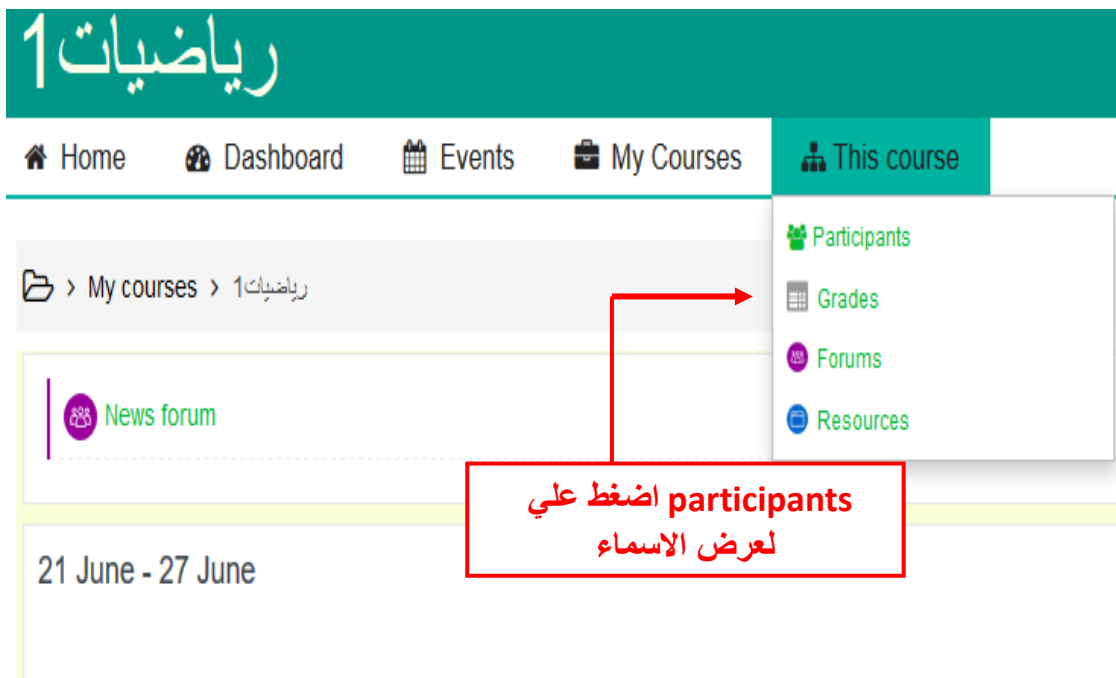 رياضيات1
Home Dashboard Events My Courses This course
Participants
Grades
Forums
Resources
> My courses > رياضيات1
News forum
اضغط علي participants
لعرض الاسماء
21 June - 27 June